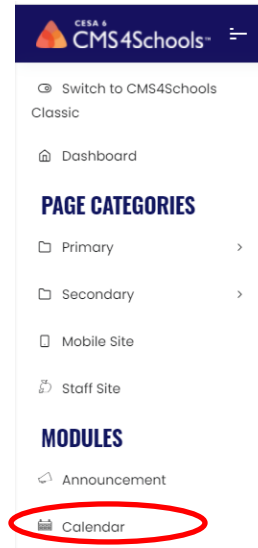 CESA 6
CMS4Schools™
Switch to CMS4Schools
Classic
Dashboard
PAGE CATEGORIES
Primary
Secondary
Mobile Site
Staff Site
MODULES
Announcement
Calendar